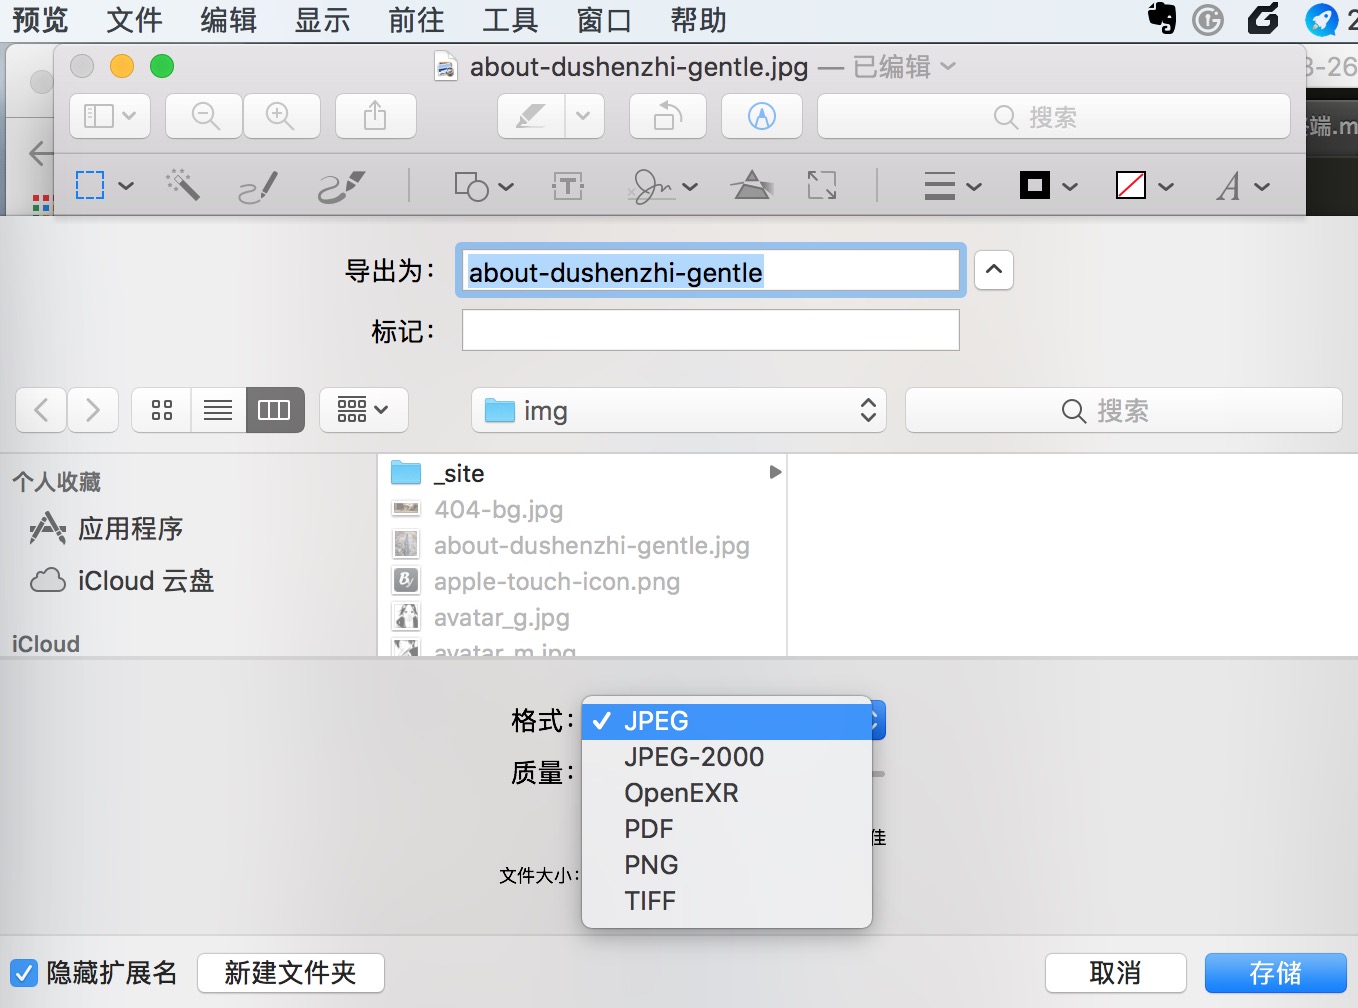 预览 文件 编辑 显示 前往 工具 窗口 帮助 2
about-dushenzhi-gentle.jpg — 已编辑 3-26
搜索 端.m
T A
导出为： about-dushenzhi-gentle
标记：
img 搜索
个人收藏
应用程序
iCloud 云盘
iCloud
_site
404-bg.jpg
about-dushenzhi-gentle.jpg
apple-touch-icon.png
avatar_g.jpg
avatar_m.jpg
格式： ✓ JPEG
JPEG-2000
质量：
OpenEXR
PDF
佳
PNG
文件大小：
TIFF
隐藏扩展名 新建文件夹 取消 存储